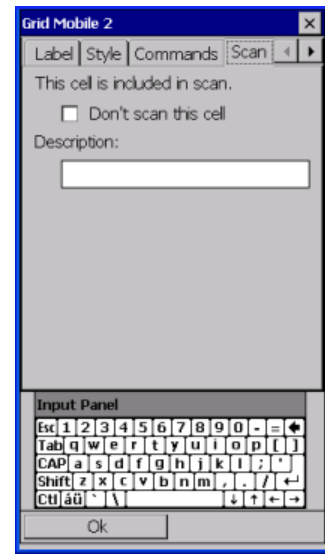 Grid Mobile 2
Label Style Commands Scan
This cell is included in scan.
Don't scan this cell
Description:
Input Panel
Esc 1 2 3 4 5 6 7 8 9 0 - =
Tab q w e r t y u i o p [ ]
CAP a s d f g h k l ; '
Shift z x c v b n m , . /
Ctl áü ` \
Ok